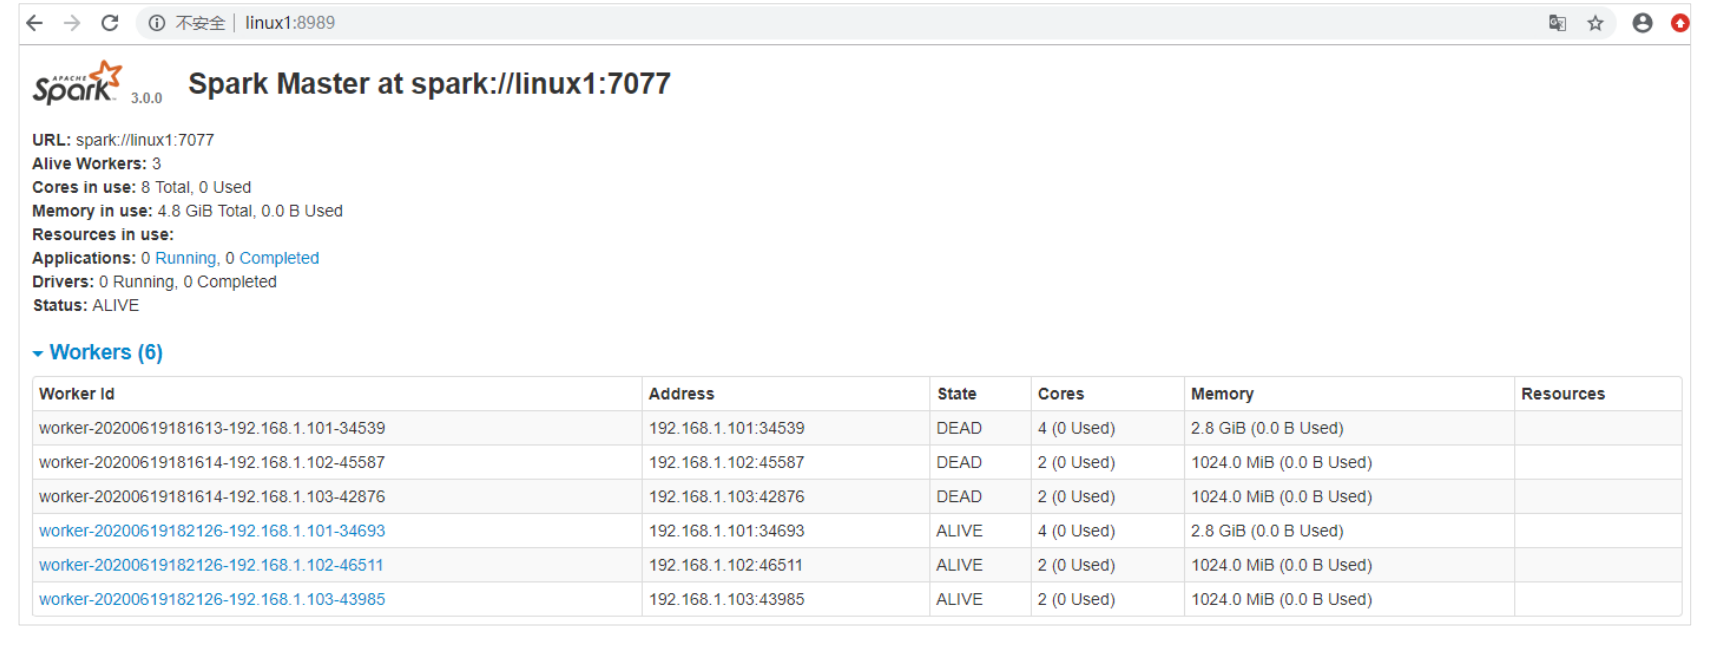 不安全 | linux1:8989
APACHE
Spark 3.0.0 Spark Master at spark://linux1:7077
URL: spark://linux1:7077
Alive Workers: 3
Cores in use: 8 Total, 0 Used
Memory in use: 4.8 GiB Total, 0.0 B Used
Resources in use:
Applications: 0 Running, 0 Completed
Drivers: 0 Running, 0 Completed
Status: ALIVE
Workers (6)
Worker Id Address State Cores Memory Resources
worker-20200619181613-192.168.1.101-34539 192.168.1.101:34539 DEAD 4 (0 Used) 2.8 GiB (0.0 B Used)
worker-20200619181614-192.168.1.102-45587 192.168.1.102:45587 DEAD 2 (0 Used) 1024.0 MiB (0.0 B Used)
worker-20200619181614-192.168.1.103-42876 192.168.1.103:42876 DEAD 2 (0 Used) 1024.0 MiB (0.0 B Used)
worker-20200619182126-192.168.1.101-34693 192.168.1.101:34693 ALIVE 4 (0 Used) 2.8 GiB (0.0 B Used)
worker-20200619182126-192.168.1.102-46511 192.168.1.102:46511 ALIVE 2 (0 Used) 1024.0 MiB (0.0 B Used)
worker-20200619182126-192.168.1.103-43985 192.168.1.103:43985 ALIVE 2 (0 Used) 1024.0 MiB (0.0 B Used)